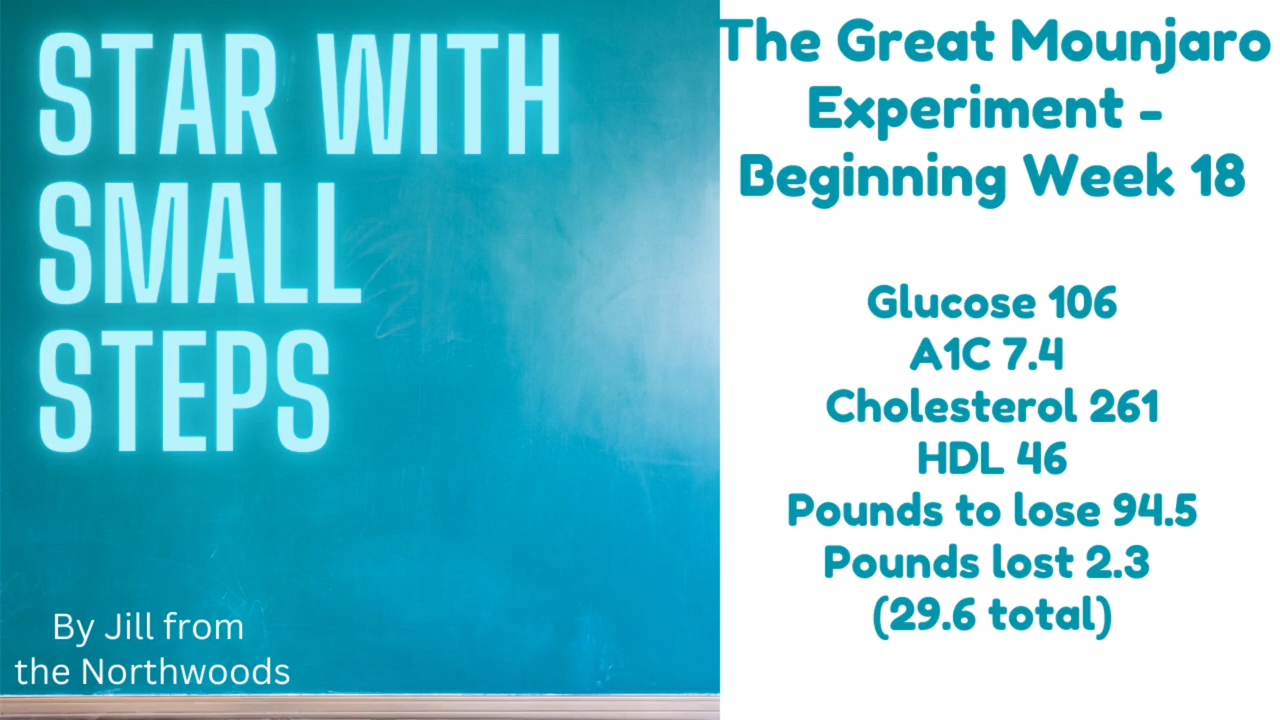 STAR WITH
SMALL
STEPS
By Jill from
the Northwoods
The Great Mounjaro
Experiment -
Beginning Week 18
Glucose 106
A1C 7.4
Cholesterol 261
HDL 46
Pounds to lose 94.5
Pounds lost 2.3
(29.6 total)